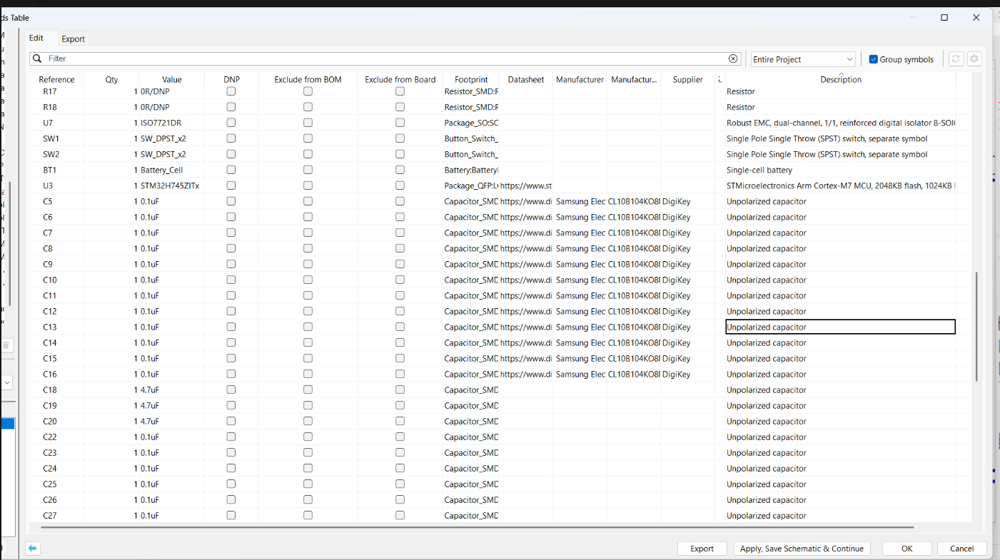 ds Table
Edit Export
Filter Entire Project Group symbols
Reference Qty Value DNP Exclude from BOM Exclude from Board Footprint Datasheet Manufacturer Manufactur... Supplier Description
R17 1 0R/DNP Resistor_SMD:F Resistor
R18 1 0R/DNP Resistor_SMD:F Resistor
U7 1 ISO7721DR Package_SO:SC Robust EMC, dual-channel, 1/1, reinforced digital isolator 8-SOI
SW1 1 SW_DPST_x2 Button_Switch_ Single Pole Single Throw (SPST) switch, separate symbol
SW2 1 SW_DPST_x2 Button_Switch_ Single Pole Single Throw (SPST) switch, separate symbol
BT1 1 Battery_Cell Battery:Battery Single-cell battery
U3 1 STM32H745ZITx Package_QFP:L https://www.st STMicroelectronics Arm Cortex-M7 MCU, 2048KB flash, 1024KB
C5 1 0.1uF Capacitor_SMD https://www.di Samsung Elec CL10B104KO8 DigiKey Unpolarized capacitor
C6 1 0.1uF Capacitor_SMD https://www.di Samsung Elec CL10B104KO8 DigiKey Unpolarized capacitor
C7 1 0.1uF Capacitor_SMD https://www.di Samsung Elec CL10B104KO8 DigiKey Unpolarized capacitor
C8 1 0.1uF Capacitor_SMD https://www.di Samsung Elec CL10B104KO8 DigiKey Unpolarized capacitor
C9 1 0.1uF Capacitor_SMD https://www.di Samsung Elec CL10B104KO8 DigiKey Unpolarized capacitor
C10 1 0.1uF Capacitor_SMD https://www.di Samsung Elec CL10B104KO8 DigiKey Unpolarized capacitor
C11 1 0.1uF Capacitor_SMD https://www.di Samsung Elec CL10B104KO8 DigiKey Unpolarized capacitor
C12 1 0.1uF Capacitor_SMD https://www.di Samsung Elec CL10B104KO8 DigiKey Unpolarized capacitor
C13 1 0.1uF Capacitor_SMD https://www.di Samsung Elec CL10B104KO8 DigiKey Unpolarized capacitor
C14 1 0.1uF Capacitor_SMD https://www.di Samsung Elec CL10B104KO8 DigiKey Unpolarized capacitor
C15 1 0.1uF Capacitor_SMD https://www.di Samsung Elec CL10B104KO8 DigiKey Unpolarized capacitor
C16 1 0.1uF Capacitor_SMD https://www.di Samsung Elec CL10B104KO8 DigiKey Unpolarized capacitor
C18 1 4.7uF Capacitor_SMD Unpolarized capacitor
C19 1 4.7uF Capacitor_SMD Unpolarized capacitor
C20 1 4.7uF Capacitor_SMD Unpolarized capacitor
C22 1 0.1uF Capacitor_SMD Unpolarized capacitor
C23 1 0.1uF Capacitor_SMD Unpolarized capacitor
C24 1 0.1uF Capacitor_SMD Unpolarized capacitor
C25 1 0.1uF Capacitor_SMD Unpolarized capacitor
C26 1 0.1uF Capacitor_SMD Unpolarized capacitor
C27 1 0.1uF Capacitor_SMD Unpolarized capacitor
Export Apply, Save Schematic & Continue OK Cancel